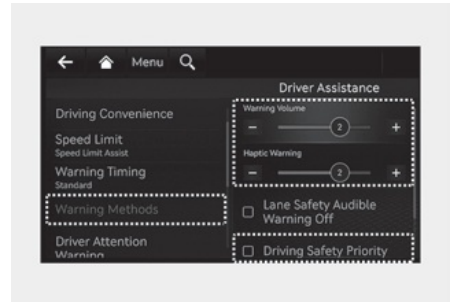 Menu
Driver Assistance
Driving Convenience
Speed Limit
Speed Limit Assist
Warning Timing
Standard
Warning Methods
Driver Attention
Warning
Warning Volume
− 2 +
Haptic Warning
− 2 +
Lane Safety Audible
Warning Off
Driving Safety Priority